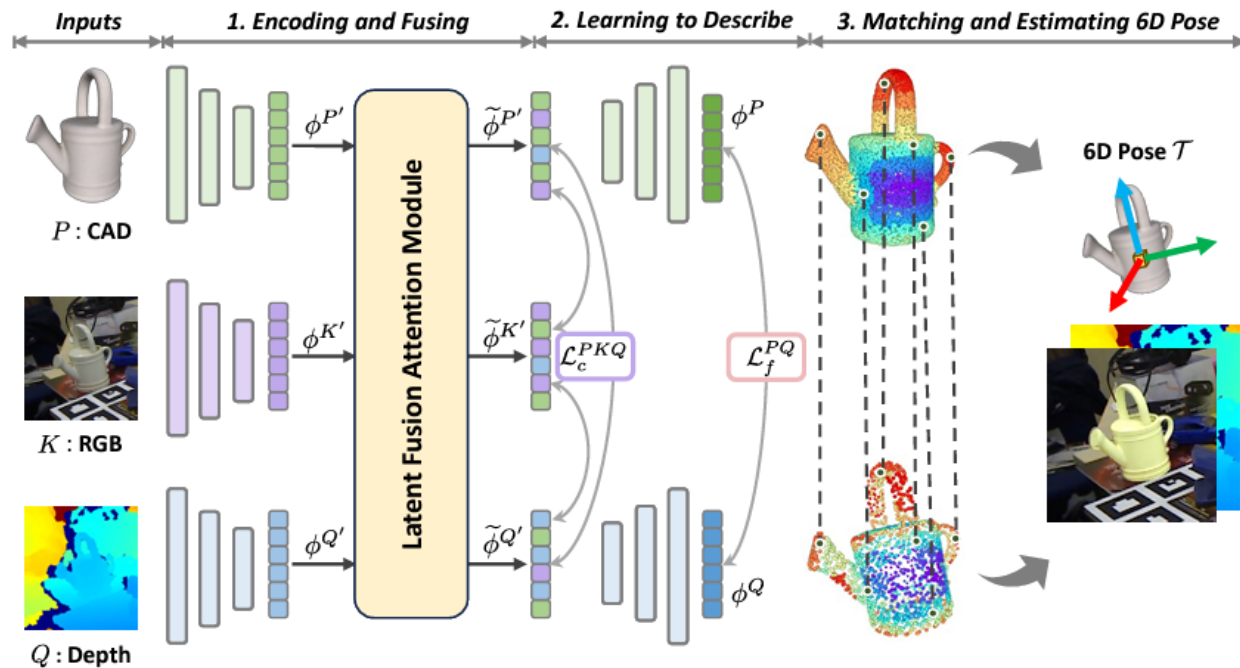 Inputs
1. Encoding and Fusing
2. Learning to Describe
3. Matching and Estimating 6D Pose
P : CAD
K : RGB
Q : Depth
ϕ^{P'}
ϕ^{K'}
ϕ^{Q'}
Latent Fusion Attention Module
ϕ̃^{P'}
ϕ̃^{K'}
ϕ̃^{Q'}
ℒ_c^{PKQ}
ϕ^P
ℒ_f^{PQ}
ϕ^Q
6D Pose 𝒯